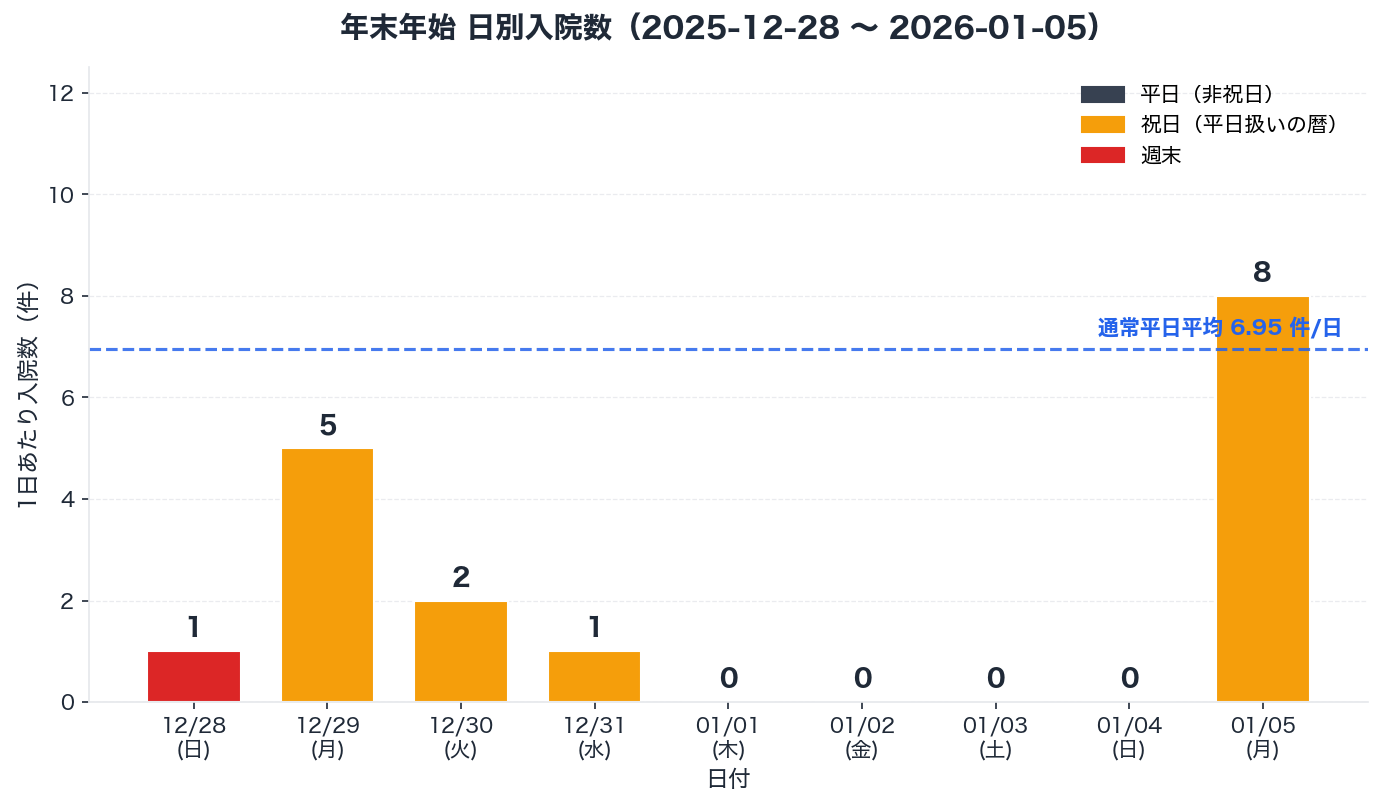 年末年始 日別入院数（2025-12-28 〜 2026-01-05）
平日（非祝日）
祝日（平日扱いの暦）
週末
通常平日平均 6.95 件/日
1日あたり入院数（件）
12
10
8
6
4
2
0
1
5
2
1
0
0
0
0
8
12/28
(日)
12/29
(月)
12/30
(火)
12/31
(水)
01/01
(木)
01/02
(金)
01/03
(土)
01/04
(日)
01/05
(月)
日付